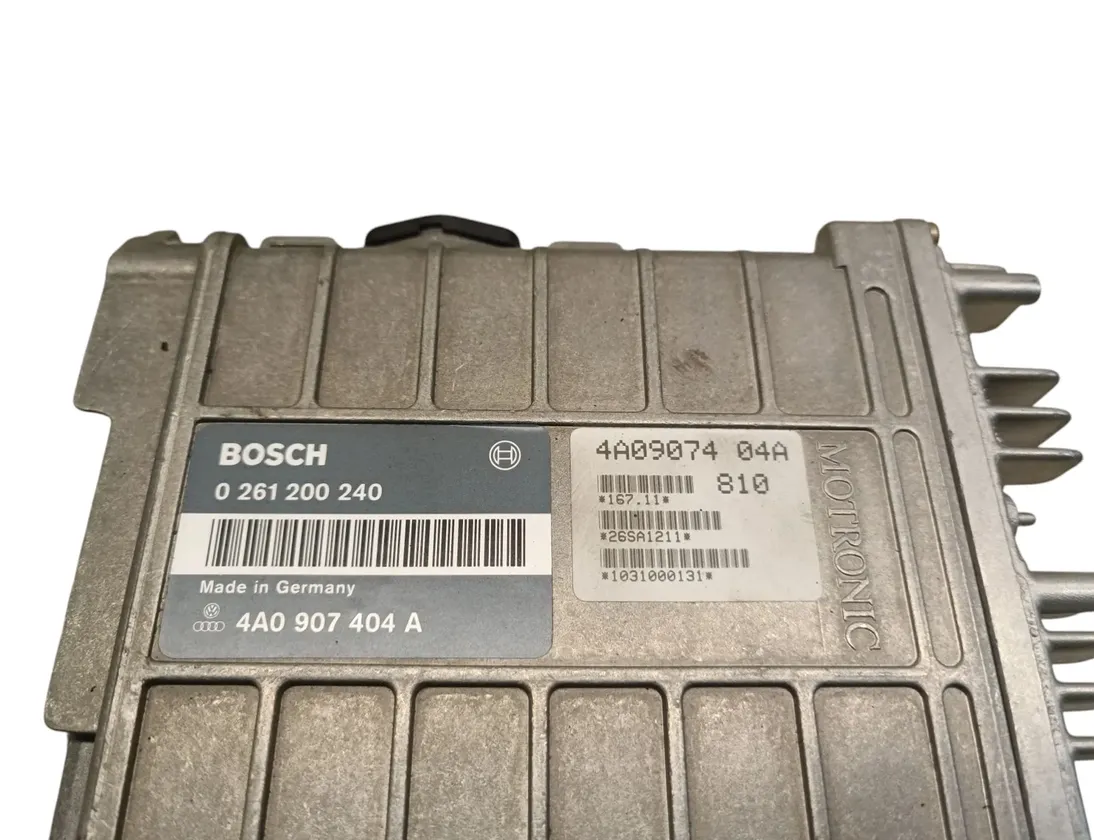 BOSCH
0 261 200 240
Made in Germany
4A0 907 404 A
4A09074 04A
810
*167.11*
*26SA1211*
*1031000131*
MOTRONIC